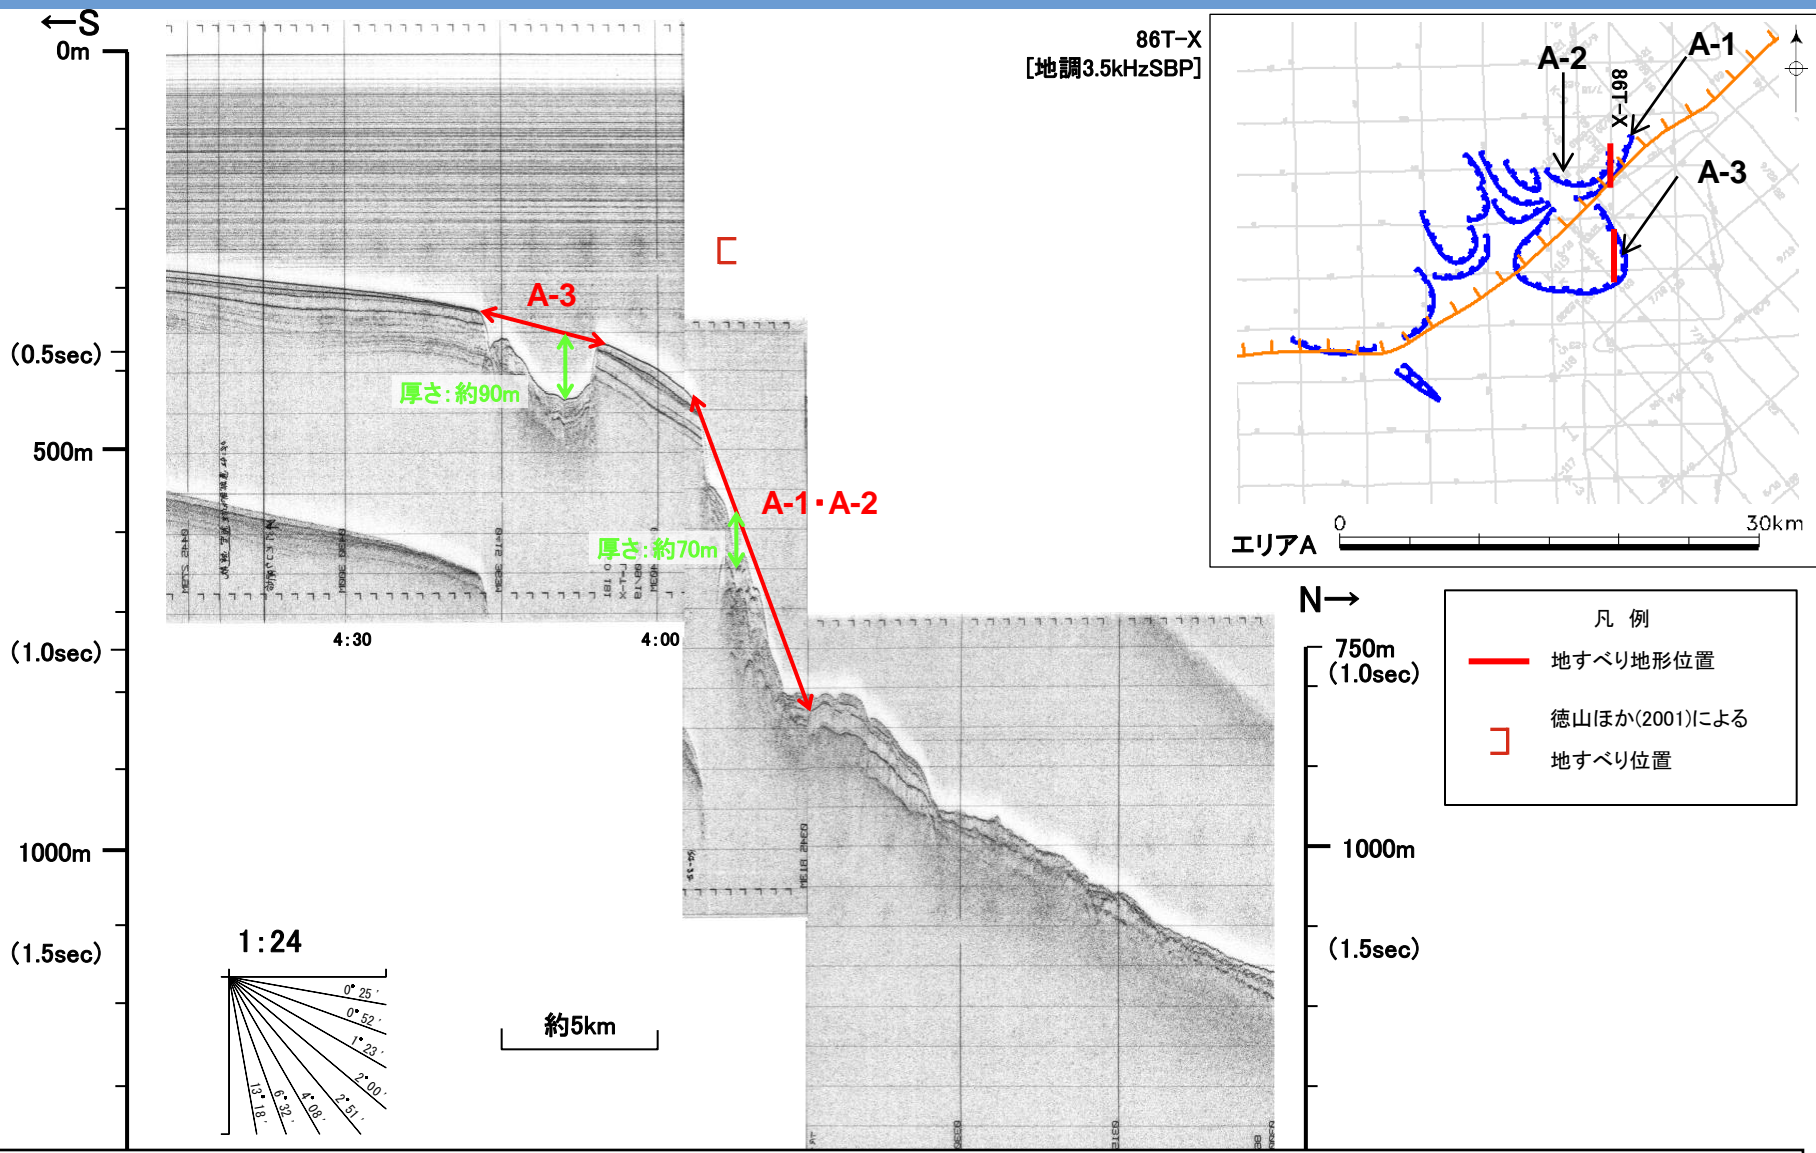 ←S
0m
(0.5sec)
500m
(1.0sec)
1000m
(1.5sec)
86T-X
[地調3.5kHzSBP]
A-3
厚さ:約90m
A-1・A-2
厚さ:約70m
4:30
4:00
A-2
A-1
86T-X
A-3
0
30km
エリアA
N→
750m
(1.0sec)
1000m
(1.5sec)
凡 例
地すべり地形位置
徳山ほか(2001)による
地すべり位置
1:24
0°25′
0°52′
1°23′
2°00′
2°51′
4°08′
6°32′
13°18′
約5km